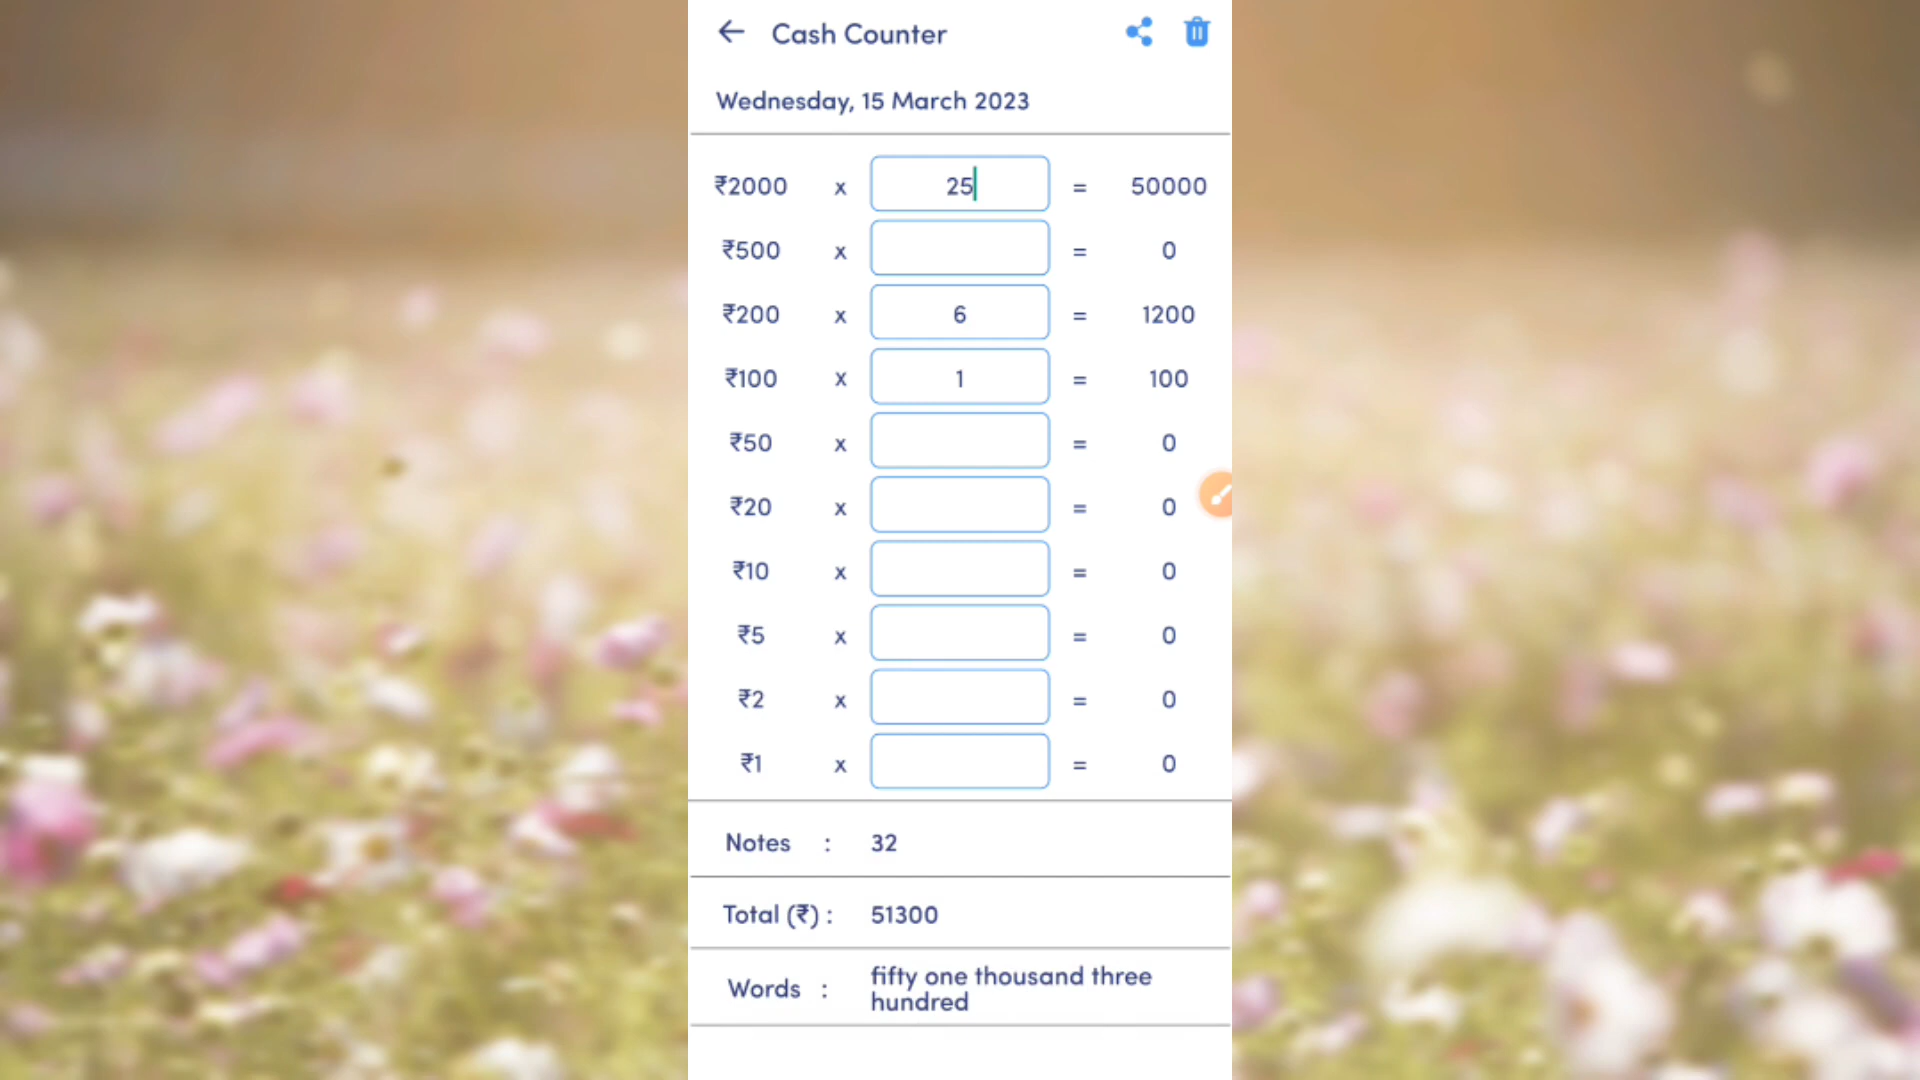 Cash Counter
Wednesday, 15 March 2023
₹2000 x 25 = 50000
₹500 x = 0
₹200 x 6 = 1200
₹100 x 1 = 100
₹50 x = 0
₹20 x = 0
₹10 x = 0
₹5 x = 0
₹2 x = 0
₹1 x = 0
Notes : 32
Total (₹) : 51300
Words : fifty one thousand three
hundred